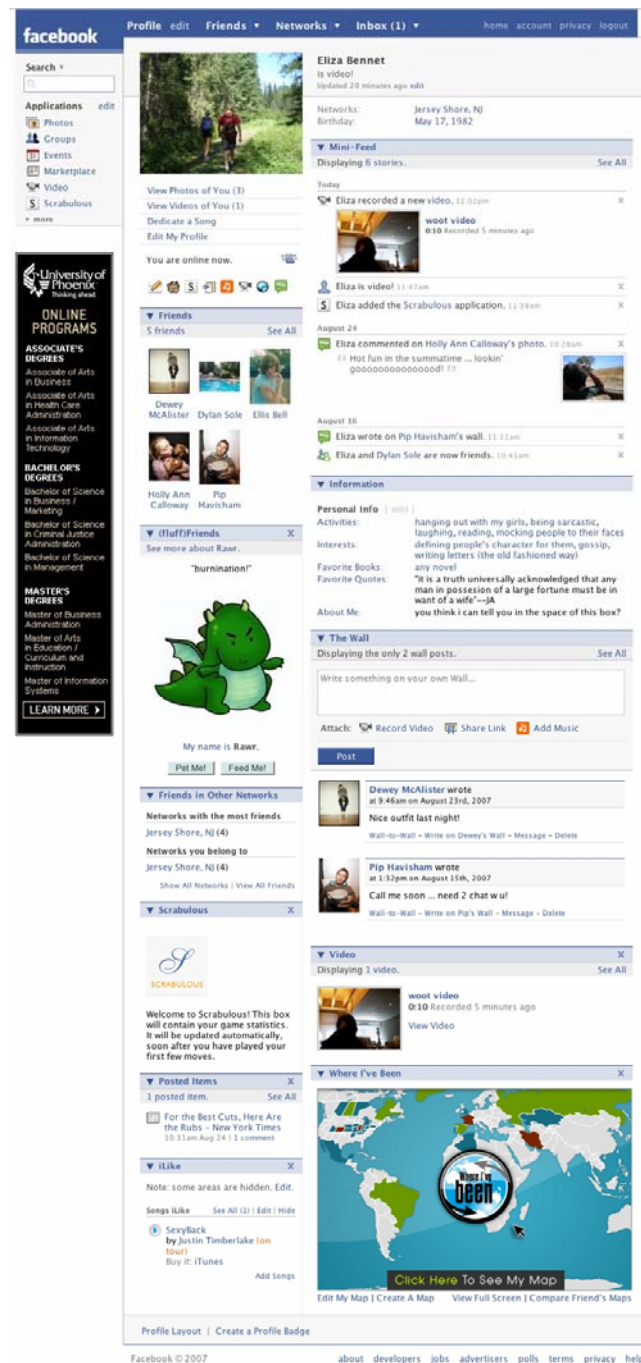 facebook
Profile edit Friends ▾ Networks ▾ Inbox (1) ▾ home account privacy logout
Search ▾
Applications edit
Photos
Groups
Events
Marketplace
Video
Scrabulous
▾ more
University of
Phoenix
Thinking ahead.
ONLINE
PROGRAMS
ASSOCIATE'S
DEGREES
Associate of Arts
in Business
Associate of Arts
in Health Care
Administration
Associate of Arts
in Information
Technology
BACHELOR'S
DEGREES
Bachelor of Science
in Business /
Marketing
Bachelor of Science
in Criminal Justice
Administration
Bachelor of Science
in Management
MASTER'S
DEGREES
Master of Business
Administration
Master of Arts
in Education /
Curriculum and
Instruction
Master of Information
Systems
LEARN MORE
View Photos of You (3)
View Videos of You (1)
Dedicate a Song
Edit My Profile
You are online now.
S
▼ Friends
5 friends See All
Dewey
McAlister
Dylan Sole
Ellis Bell
Holly Ann
Calloway
Pip
Havisham
▼ (fluff)Friends X
See more about Rawr.
"burnination!"
My name is Rawr.
Pet Me! Feed Me!
▼ Friends in Other Networks
Networks with the most friends
Jersey Shore, NJ (4)
Networks you belong to
Jersey Shore, NJ (4)
Show All Networks | View All Friends
▼ Scrabulous X
S
SCRABULOUS
Welcome to Scrabulous! This box
will contain your game statistics.
It will be updated automatically,
soon after you have played your
first few moves.
▼ Posted Items X
1 posted item. See All
For the Best Cuts, Here Are
the Rubs - New York Times
10:31am Aug 24 | 1 comment
▼ iLike X
Note: some areas are hidden. Edit.
Songs iLike See All (1) | Edit | Hide
SexyBack
by Justin Timberlake (on
tour)
Buy it: iTunes
Add Songs
Eliza Bennet
is video!
Updated 20 minutes ago edit
Networks: Jersey Shore, NJ
Birthday: May 17, 1982
▼ Mini-Feed
Displaying 6 stories. See All
Today
Eliza recorded a new video. 12:02pm x
woot video
0:10 Recorded 5 minutes ago
Eliza is video! 11:47am x
S Eliza added the Scrabulous application. 11:38am x
August 24
Eliza commented on Holly Ann Calloway's photo. 10:28am x
" Hot fun in the summatime ... lookin'
gooooooooooooood! "
August 16
Eliza wrote on Pip Havisham's wall. 11:11am x
Eliza and Dylan Sole are now friends. 10:41am x
▼ Information
Personal Info [ edit ]
Activities: hanging out with my girls, being sarcastic,
laughing, reading, mocking people to their faces
Interests: defining people's character for them, gossip,
writing letters (the old fashioned way)
Favorite Books: any novel
Favorite Quotes: "it is a truth universally acknowledged that any
man in possesion of a large fortune must be in
want of a wife"--JA
About Me: you think i can tell you in the space of this box?
▼ The Wall
Displaying the only 2 wall posts. See All
Write something on your own Wall...
Attach: Record Video Share Link Add Music
Post
Dewey McAlister wrote
at 9:46am on August 23rd, 2007
Nice outfit last night!
Wall-to-Wall - Write on Dewey's Wall - Message - Delete
Pip Havisham wrote
at 1:32pm on August 15th, 2007
Call me soon ... need 2 chat w u!
Wall-to-Wall - Write on Pip's Wall - Message - Delete
▼ Video X
Displaying 1 video. See All
woot video
0:10 Recorded 5 minutes ago
View Video
▼ Where I've Been X
Where I've
been
Click Here To See My Map
Edit My Map | Create A Map View Full Screen | Compare Friend's Maps
Profile Layout | Create a Profile Badge
Facebook © 2007 about developers jobs advertisers polls terms privacy help